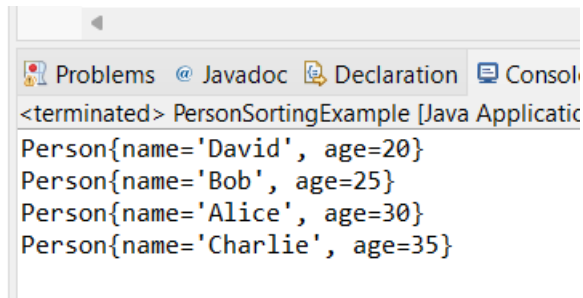 Problems @ Javadoc Declaration Consol
<terminated> PersonSortingExample [Java Applicatio
Person{name='David', age=20}
Person{name='Bob', age=25}
Person{name='Alice', age=30}
Person{name='Charlie', age=35}